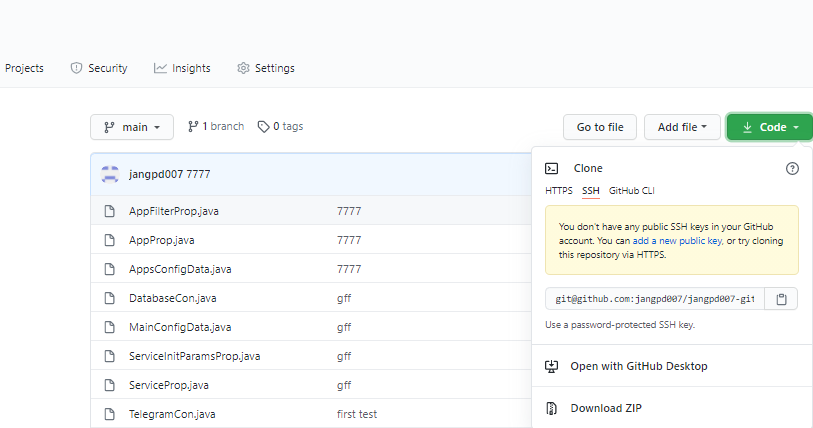 Projects Security Insights Settings
main 1 branch 0 tags Go to file Add file Code
jangpd007 7777
AppFilterProp.java 7777
AppProp.java 7777
AppsConfigData.java 7777
DatabaseCon.java gff
MainConfigData.java gff
ServiceInitParamsProp.java gff
ServiceProp.java gff
TelegramCon.java first test
Clone
HTTPS SSH GitHub CLI
You don't have any public SSH keys in your GitHub
account. You can add a new public key, or try cloning
this repository via HTTPS.
git@github.com:jangpd007/jangpd007-git
Use a password-protected SSH key.
Open with GitHub Desktop
Download ZIP